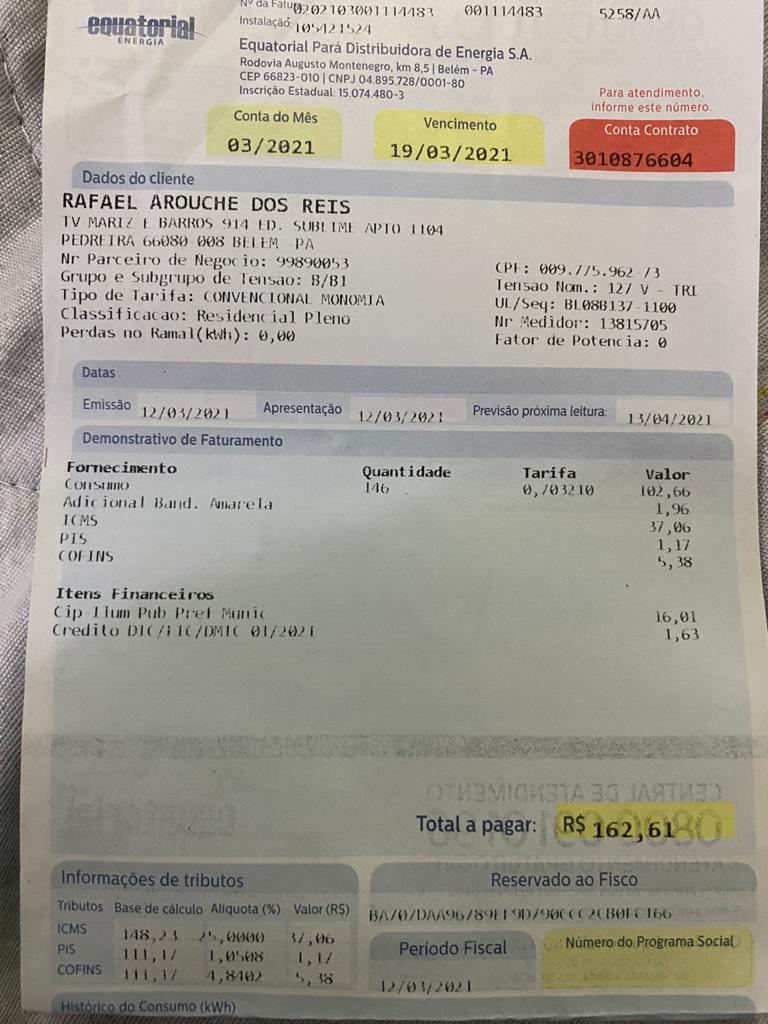 equatorial
ENERGIA
Nº da Fatura 0202103001114483 001114483 5258/AA
Instalação: 105421524
Equatorial Pará Distribuidora de Energia S.A.
Rodovia Augusto Montenegro, km 8,5 | Belém - PA
CEP 66823-010 | CNPJ 04.895.728/0001-80
Inscrição Estadual: 15.074.480-3
Para atendimento,
informe este número.
Conta do Mês
03/2021
Vencimento
19/03/2021
Conta Contrato
3010876604
Dados do cliente
RAFAEL AROUCHE DOS REIS
TV MARIZ E BARROS 914 ED. SUBLIME APTO 1104
PEDREIRA 66080-008 BELEM -PA
Nr Parceiro de Negocio: 99890053
Grupo e Subgrupo de Tensao: B/B1
Tipo de Tarifa: CONVENCIONAL MONOMIA
Classificacao: Residencial Pleno
Perdas no Ramal(kWh): 0,00
CPF: 009.775.962-73
Tensao Nom.: 127 V - TRI
UL/Seq: BL08B137-1100
Nr Medidor: 13815705
Fator de Potencia: 0
Datas
Emissão 12/03/2021 Apresentação 12/03/2021 Previsão próxima leitura: 13/04/2021
Demonstrativo de Faturamento
Fornecimento Quantidade Tarifa Valor
Consumo 146 0,703210 102,66
Adicional Band. Amarela 1,96
ICMS 37,06
PIS 1,17
COFINS 5,38
Itens Financeiros
Cip-Ilum Pub Pref Munic 16,01
Credito DIC/FIC/DMIC 01/2021 1,63
CENTRAL DE ATENDIMENTO
Total a pagar: R$ 162,61
Informações de tributos
Tributos Base de cálculo Alíquota (%) Valor (R$)
ICMS 148,23 25,0000 37,06
PIS 111,17 1,0508 1,17
COFINS 111,17 4,8402 5,38
Reservado ao Fisco
Período Fiscal
12/03/2021
Número do Programa Social
Histórico do Consumo (kWh)